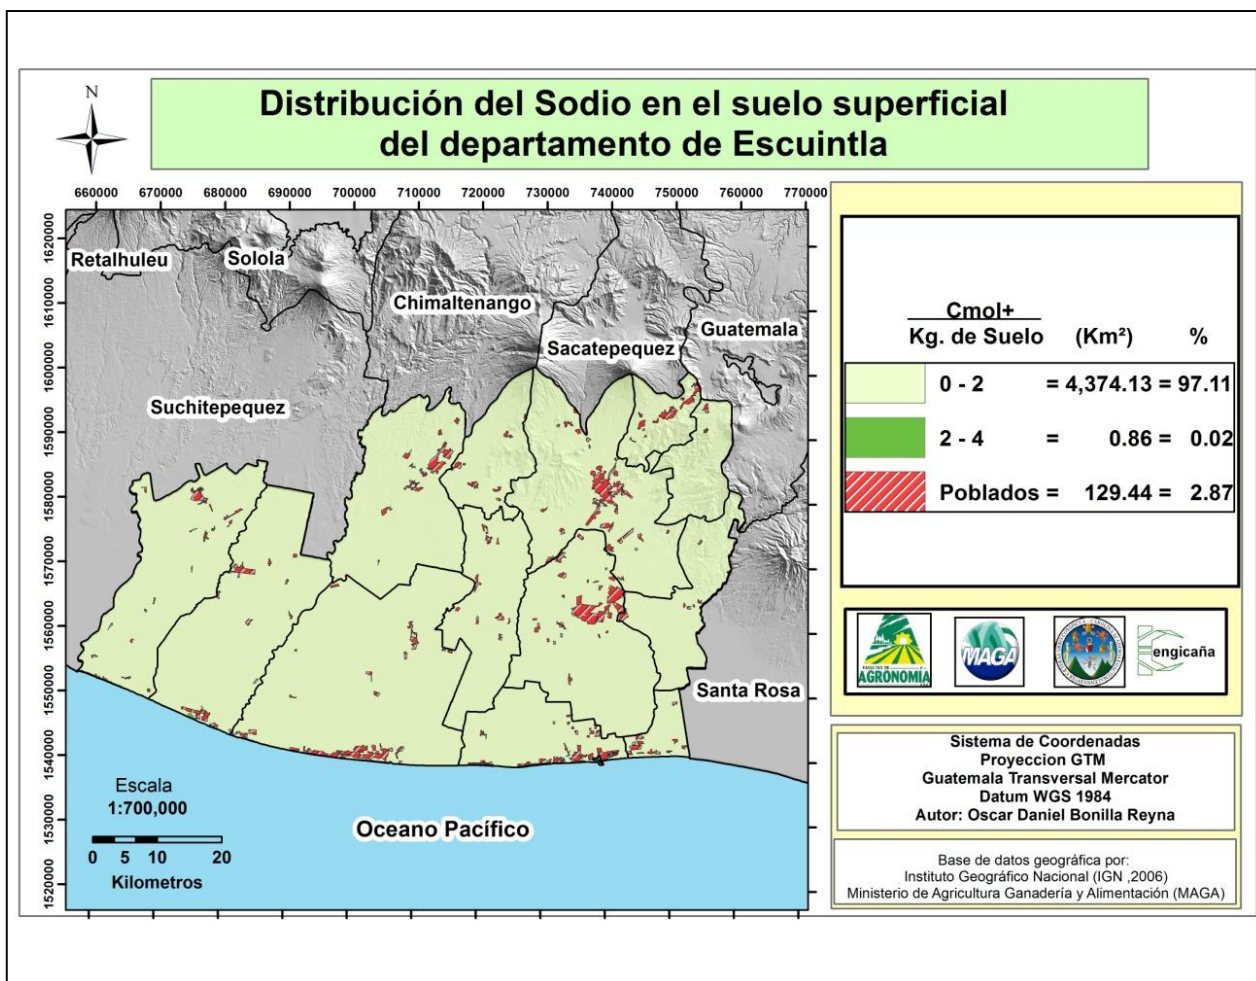 Distribución del Sodio en el suelo superficial
del departamento de Escuintla
N
660000 670000 680000 690000 700000 710000 720000 730000 740000 750000 760000 770000
1620000
1610000
1600000
1590000
1580000
1570000
1560000
1550000
1540000
1530000
1520000
Retalhuleu
Solola
Chimaltenango
Guatemala
Sacatepequez
Suchitepequez
Santa Rosa
Escala
1:700,000
0 5 10 20
Kilometros
Oceano Pacífico
Cmol+
Kg. de Suelo (Km²) %
0 - 2 = 4,374.13 = 97.11
2 - 4 = 0.86 = 0.02
Poblados = 129.44 = 2.87
FACULTAD DE
AGRONOMIA
MAGA
engicaña
Sistema de Coordenadas
Proyeccion GTM
Guatemala Transversal Mercator
Datum WGS 1984
Autor: Oscar Daniel Bonilla Reyna
Base de datos geográfica por:
Instituto Geográfico Nacional (IGN ,2006)
Ministerio de Agricultura Ganadería y Alimentación (MAGA)